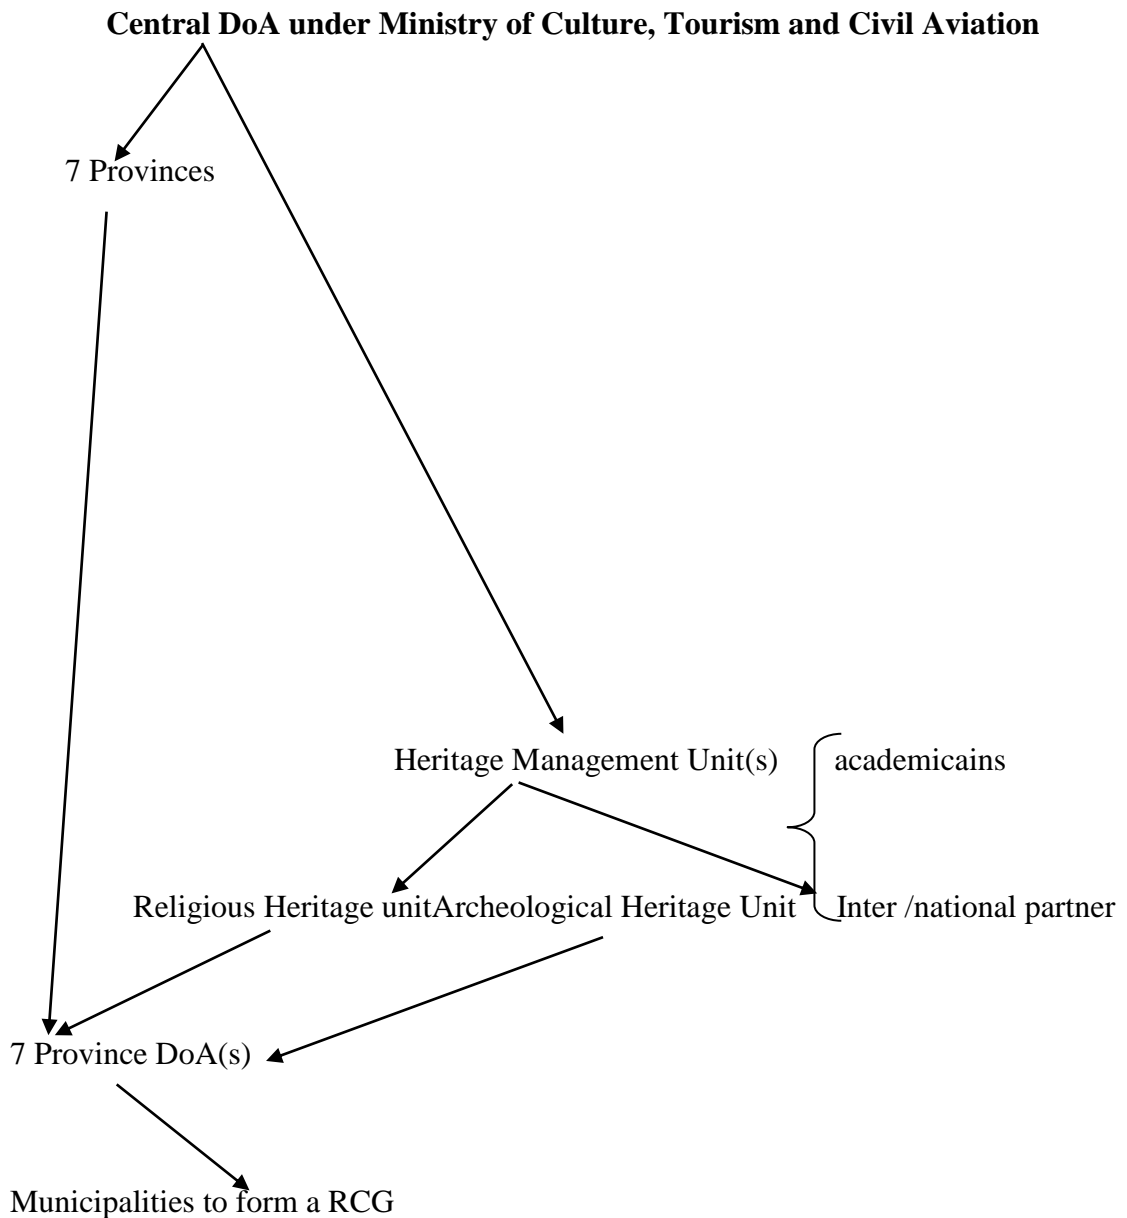 Central DoA under Ministry of Culture, Tourism and Civil Aviation
7 Provinces
Heritage Management Unit(s) academicains
Religious Heritage unitArcheological Heritage Unit Inter /national partner
7 Province DoA(s)
Municipalities to form a RCG